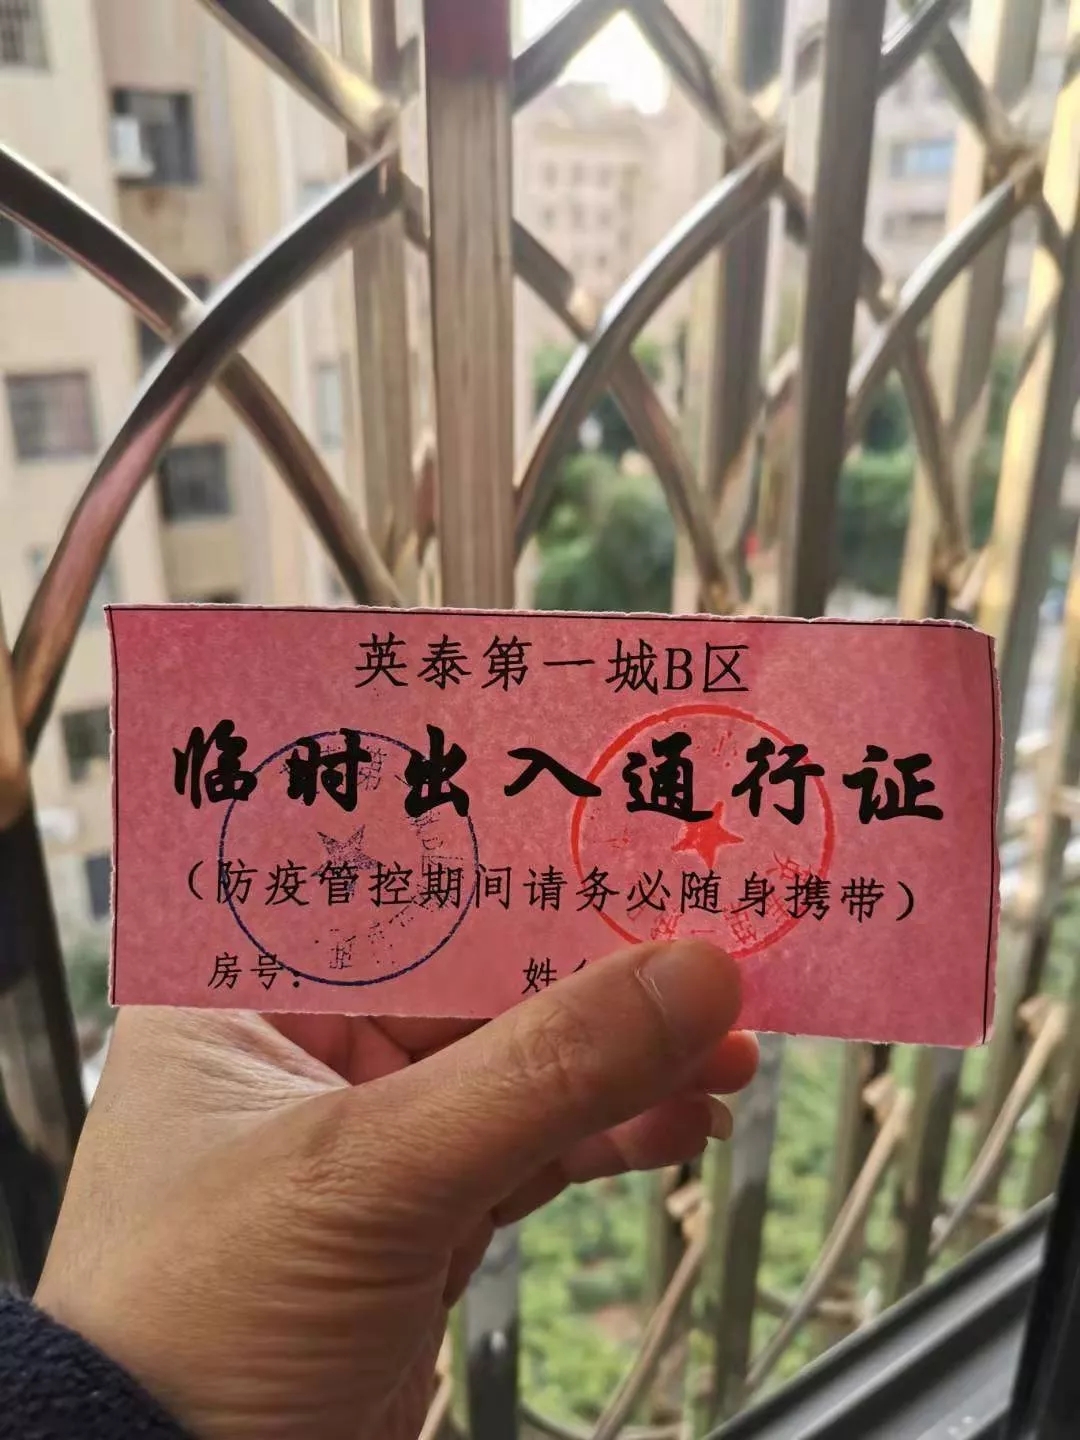 英泰第一城B区
临时出入通行证
（防疫管控期间请务必随身携带）
房号： 姓